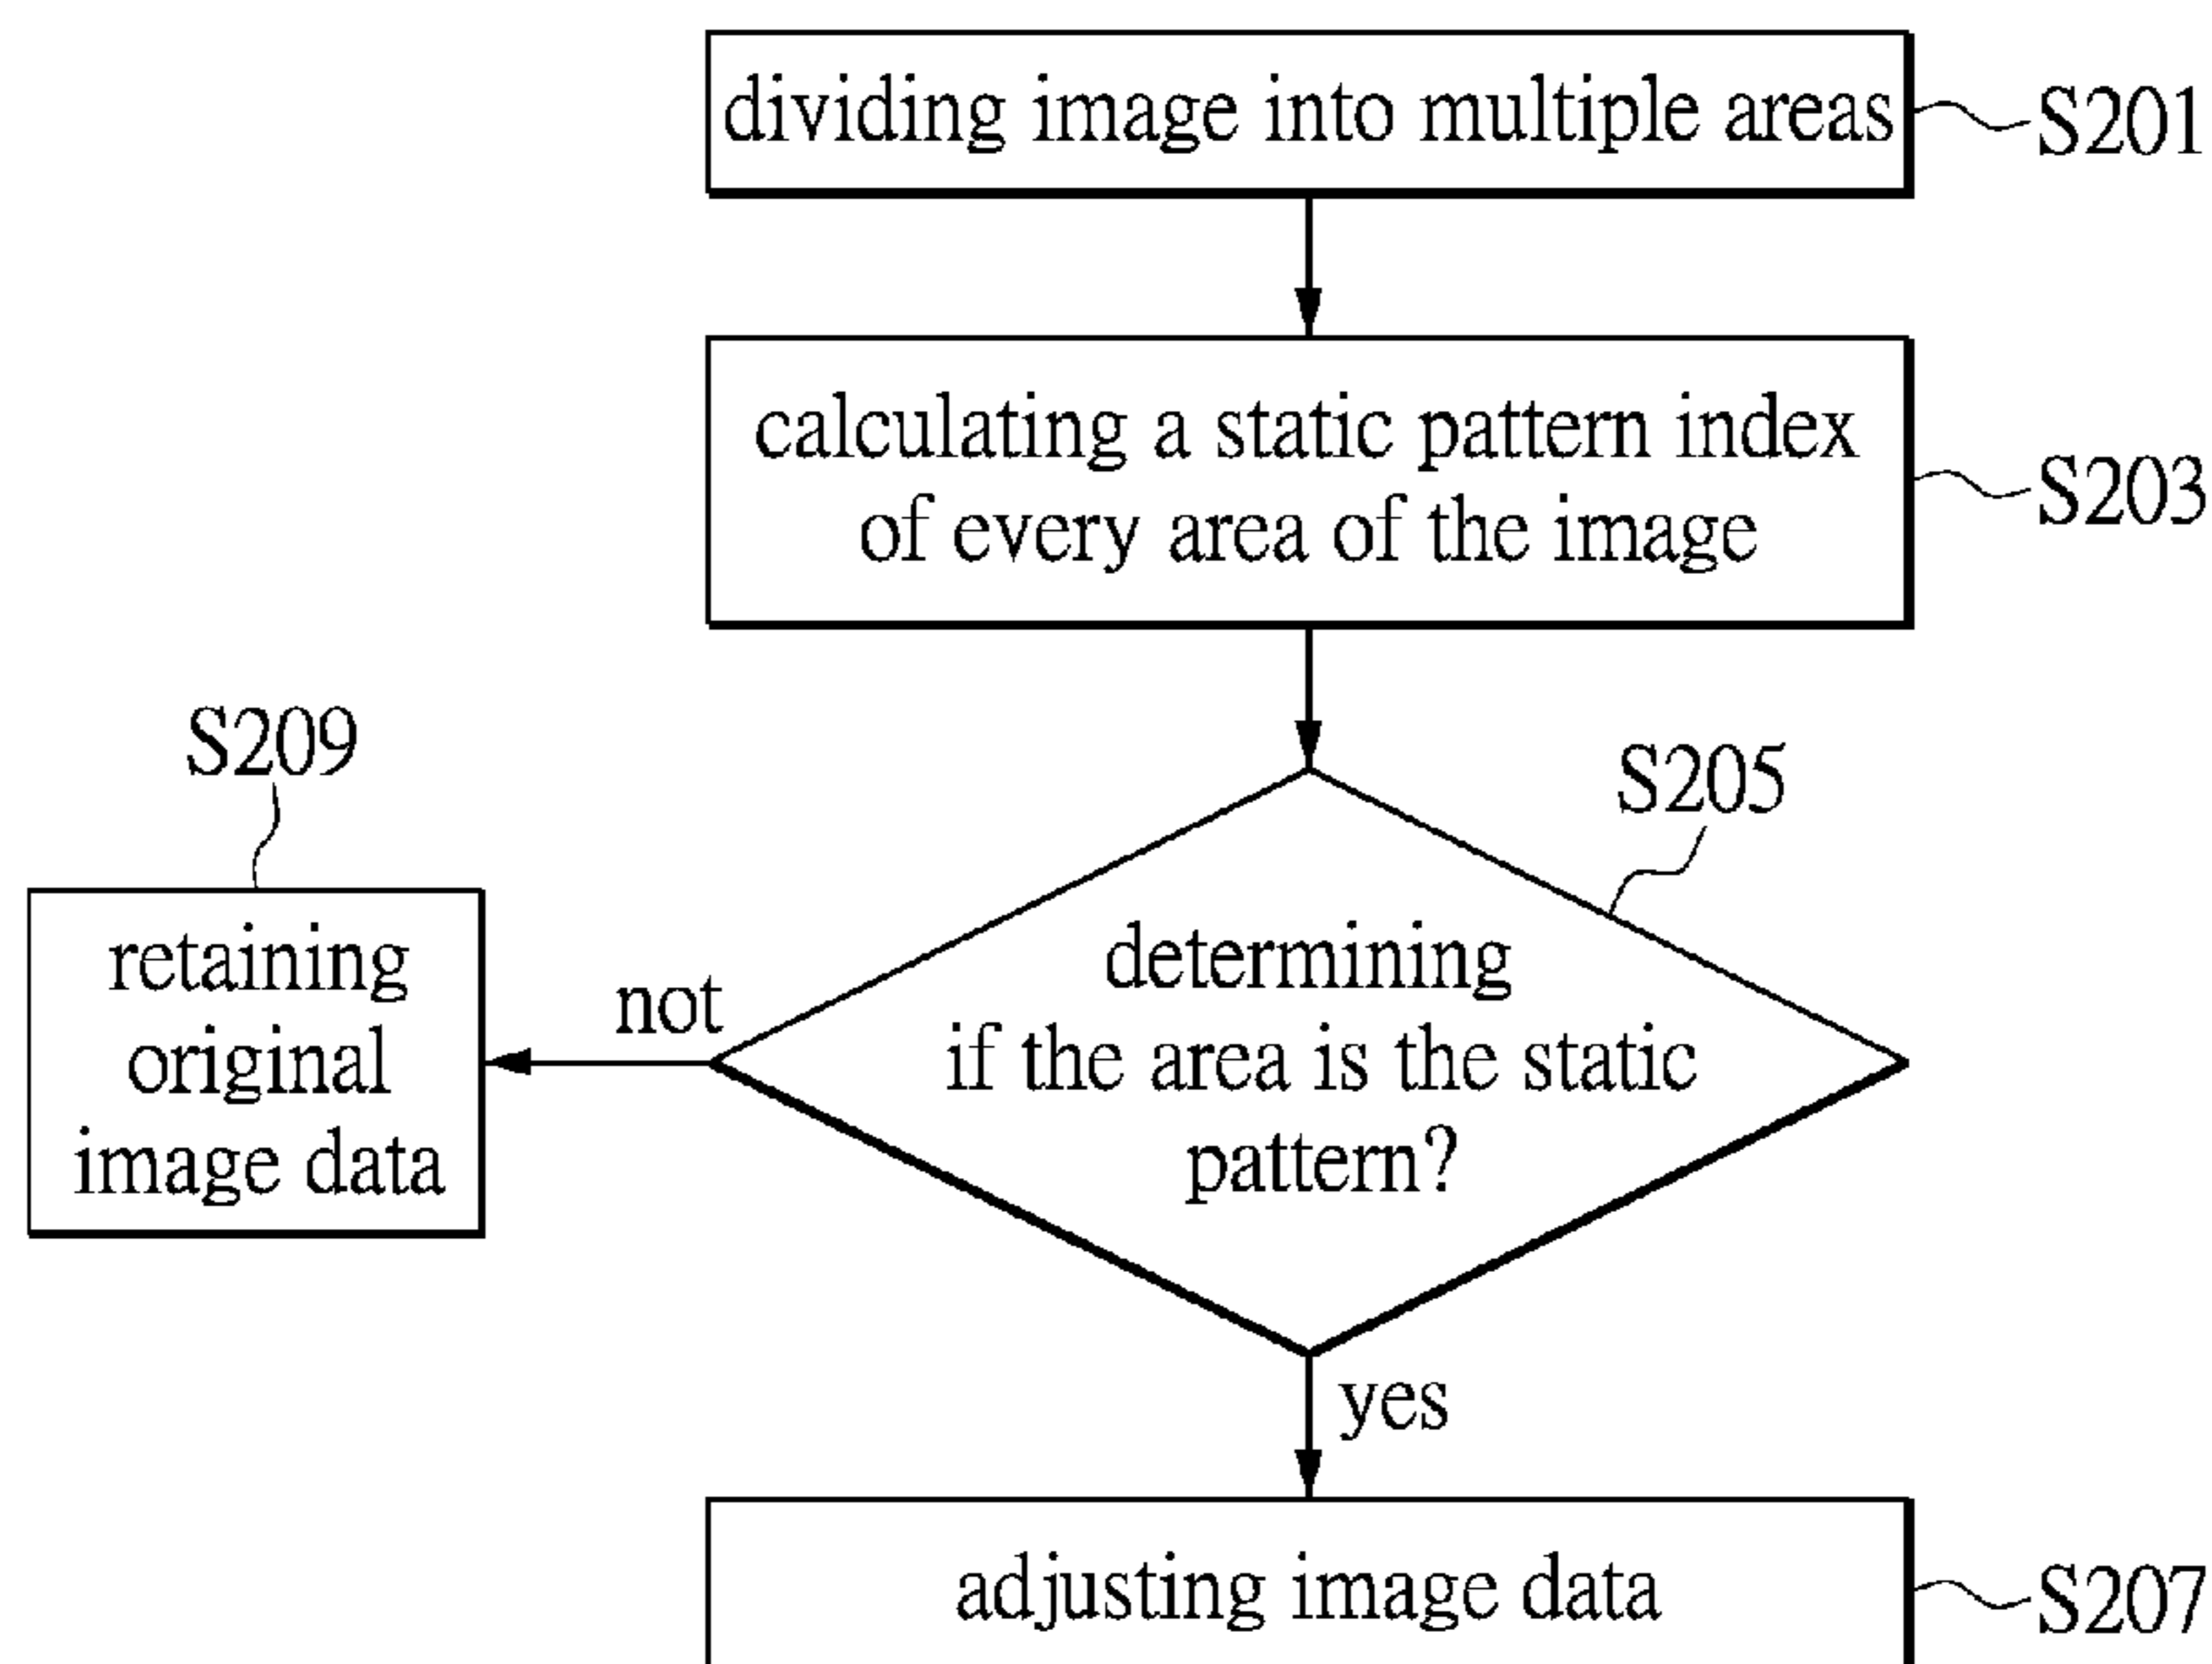 dividing image into multiple areas
S201
calculating a static pattern index
of every area of the image
S203
S209
S205
retaining
original
image data
not
determining
if the area is the static
pattern?
yes
adjusting image data
S207